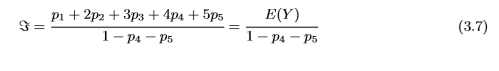 ℑ = (p₁ + 2p₂ + 3p₃ + 4p₄ + 5p₅) / (1 − p₄ − p₅) = E(Y) / (1 − p₄ − p₅) (3.7)